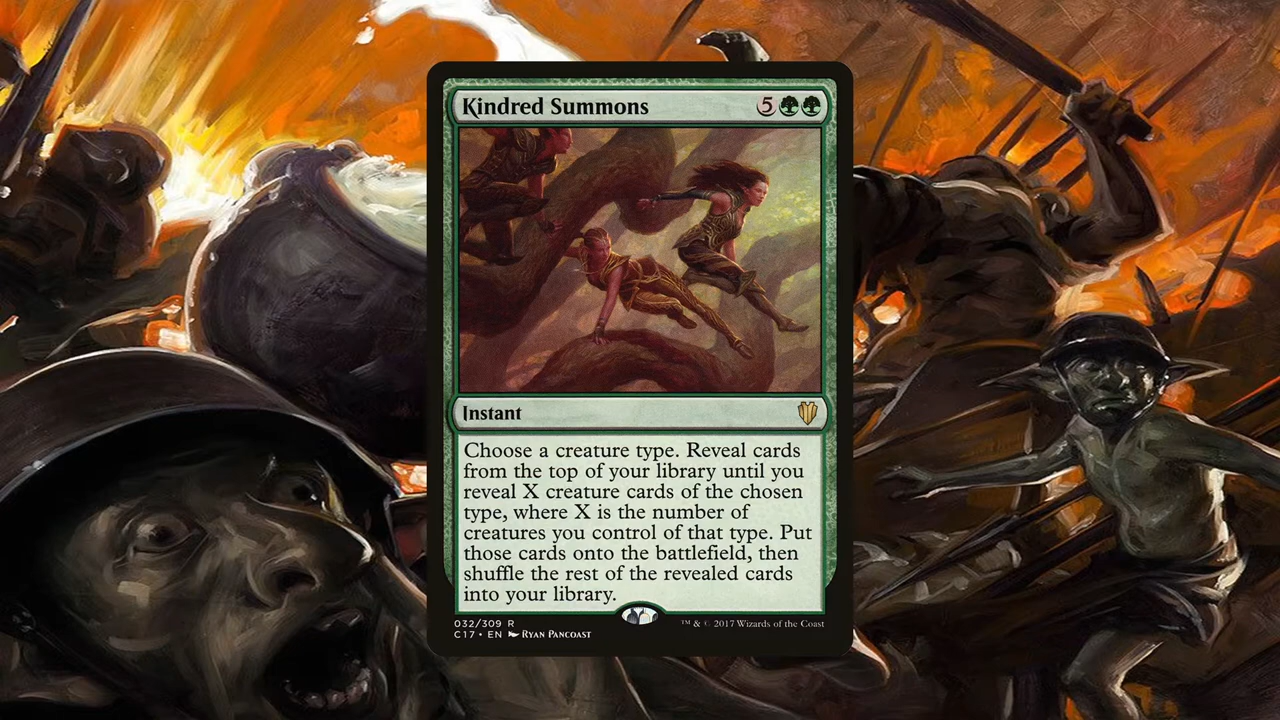 Kindred Summons 5
Instant
Choose a creature type. Reveal cards
from the top of your library until you
reveal X creature cards of the chosen
type, where X is the number of
creatures you control of that type. Put
those cards onto the battlefield, then
shuffle the rest of the revealed cards
into your library.
032/309 R
C17 • EN RYAN PANCOAST
™ & © 2017 Wizards of the Coast